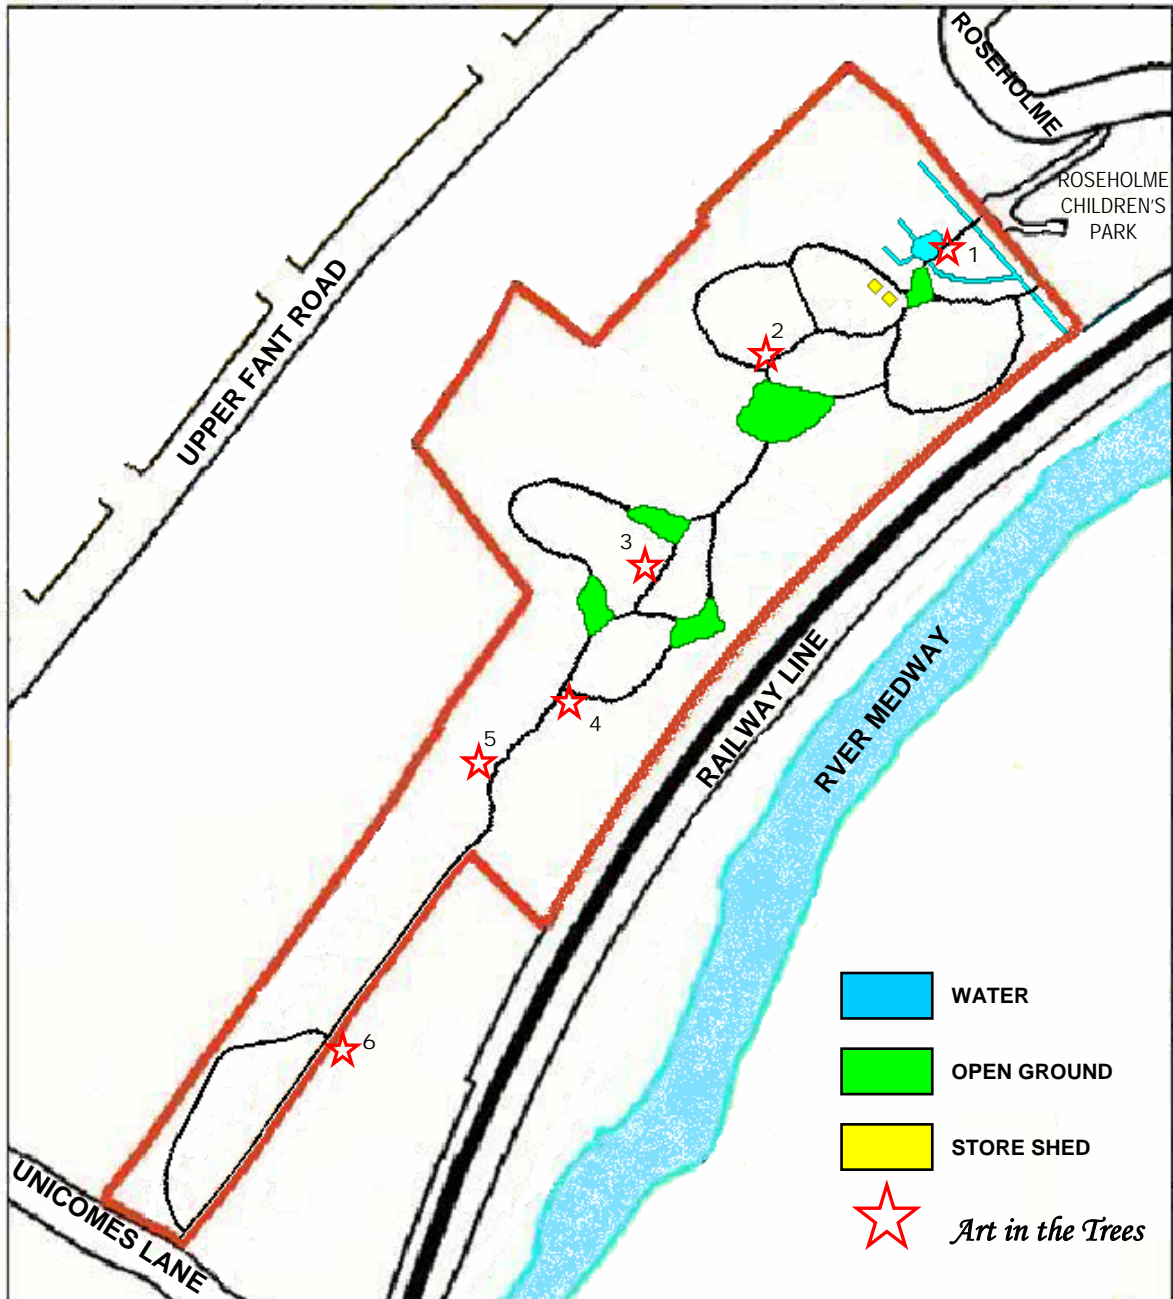 ROSEHOLME
ROSEHOLME
CHILDREN'S
PARK
1
2
UPPER FANT ROAD
3
4
5
RAILWAY LINE
RVER MEDWAY
6
UNICOMES LANE
WATER
OPEN GROUND
STORE SHED
Art in the Trees